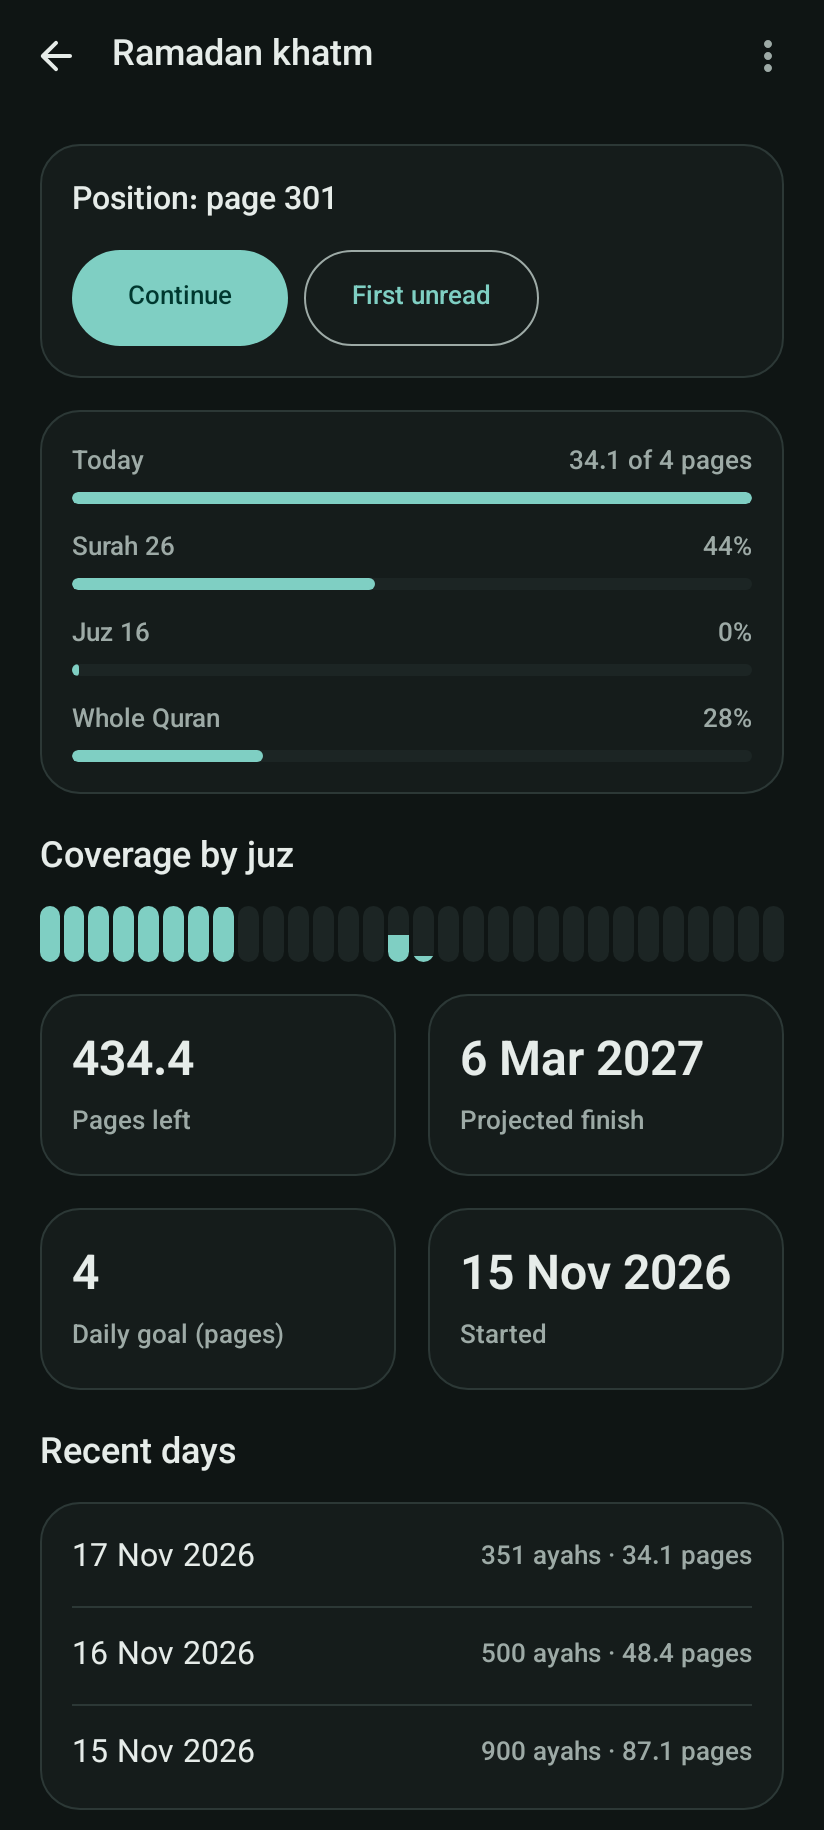 Ramadan khatm
Position: page 301
Continue
First unread
Today
34.1 of 4 pages
Surah 26
44%
Juz 16
0%
Whole Quran
28%
Coverage by juz
434.4
Pages left
6 Mar 2027
Projected finish
4
Daily goal (pages)
15 Nov 2026
Started
Recent days
17 Nov 2026
351 ayahs · 34.1 pages
16 Nov 2026
500 ayahs · 48.4 pages
15 Nov 2026
900 ayahs · 87.1 pages